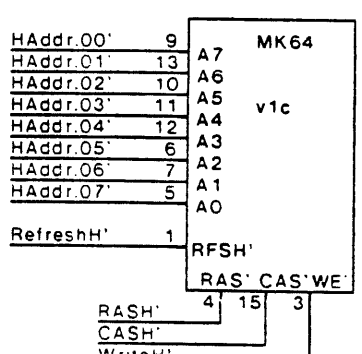 HAddr.00' 9 A7 MK64
HAddr.01' 13 A6
HAddr.02' 10 A5
HAddr.03' 11 A4 v1c
HAddr.04' 12 A3
HAddr.05' 6 A2
HAddr.06' 7 A1
HAddr.07' 5 A0
RefreshH' 1 RFSH'
RAS' CAS' WE'
4 15 3
RASH'
CASH'
WriteH'